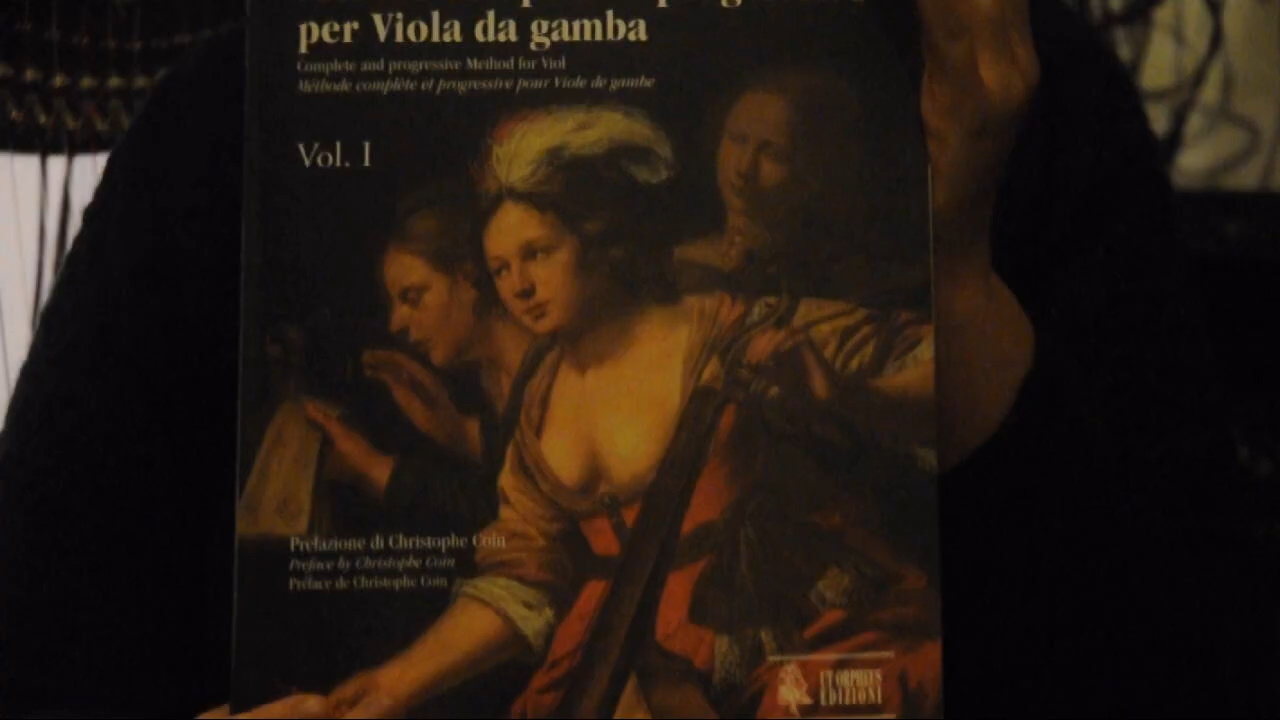 per Viola da gamba
Complete and progressive Method for Viol
Méthode complète et progressive pour Viole de gambe
Vol. I
Prefazione di Christophe Coin
Preface by Christophe Coin
Préface de Christophe Coin
UT ORPHEUS
EDIZIONI